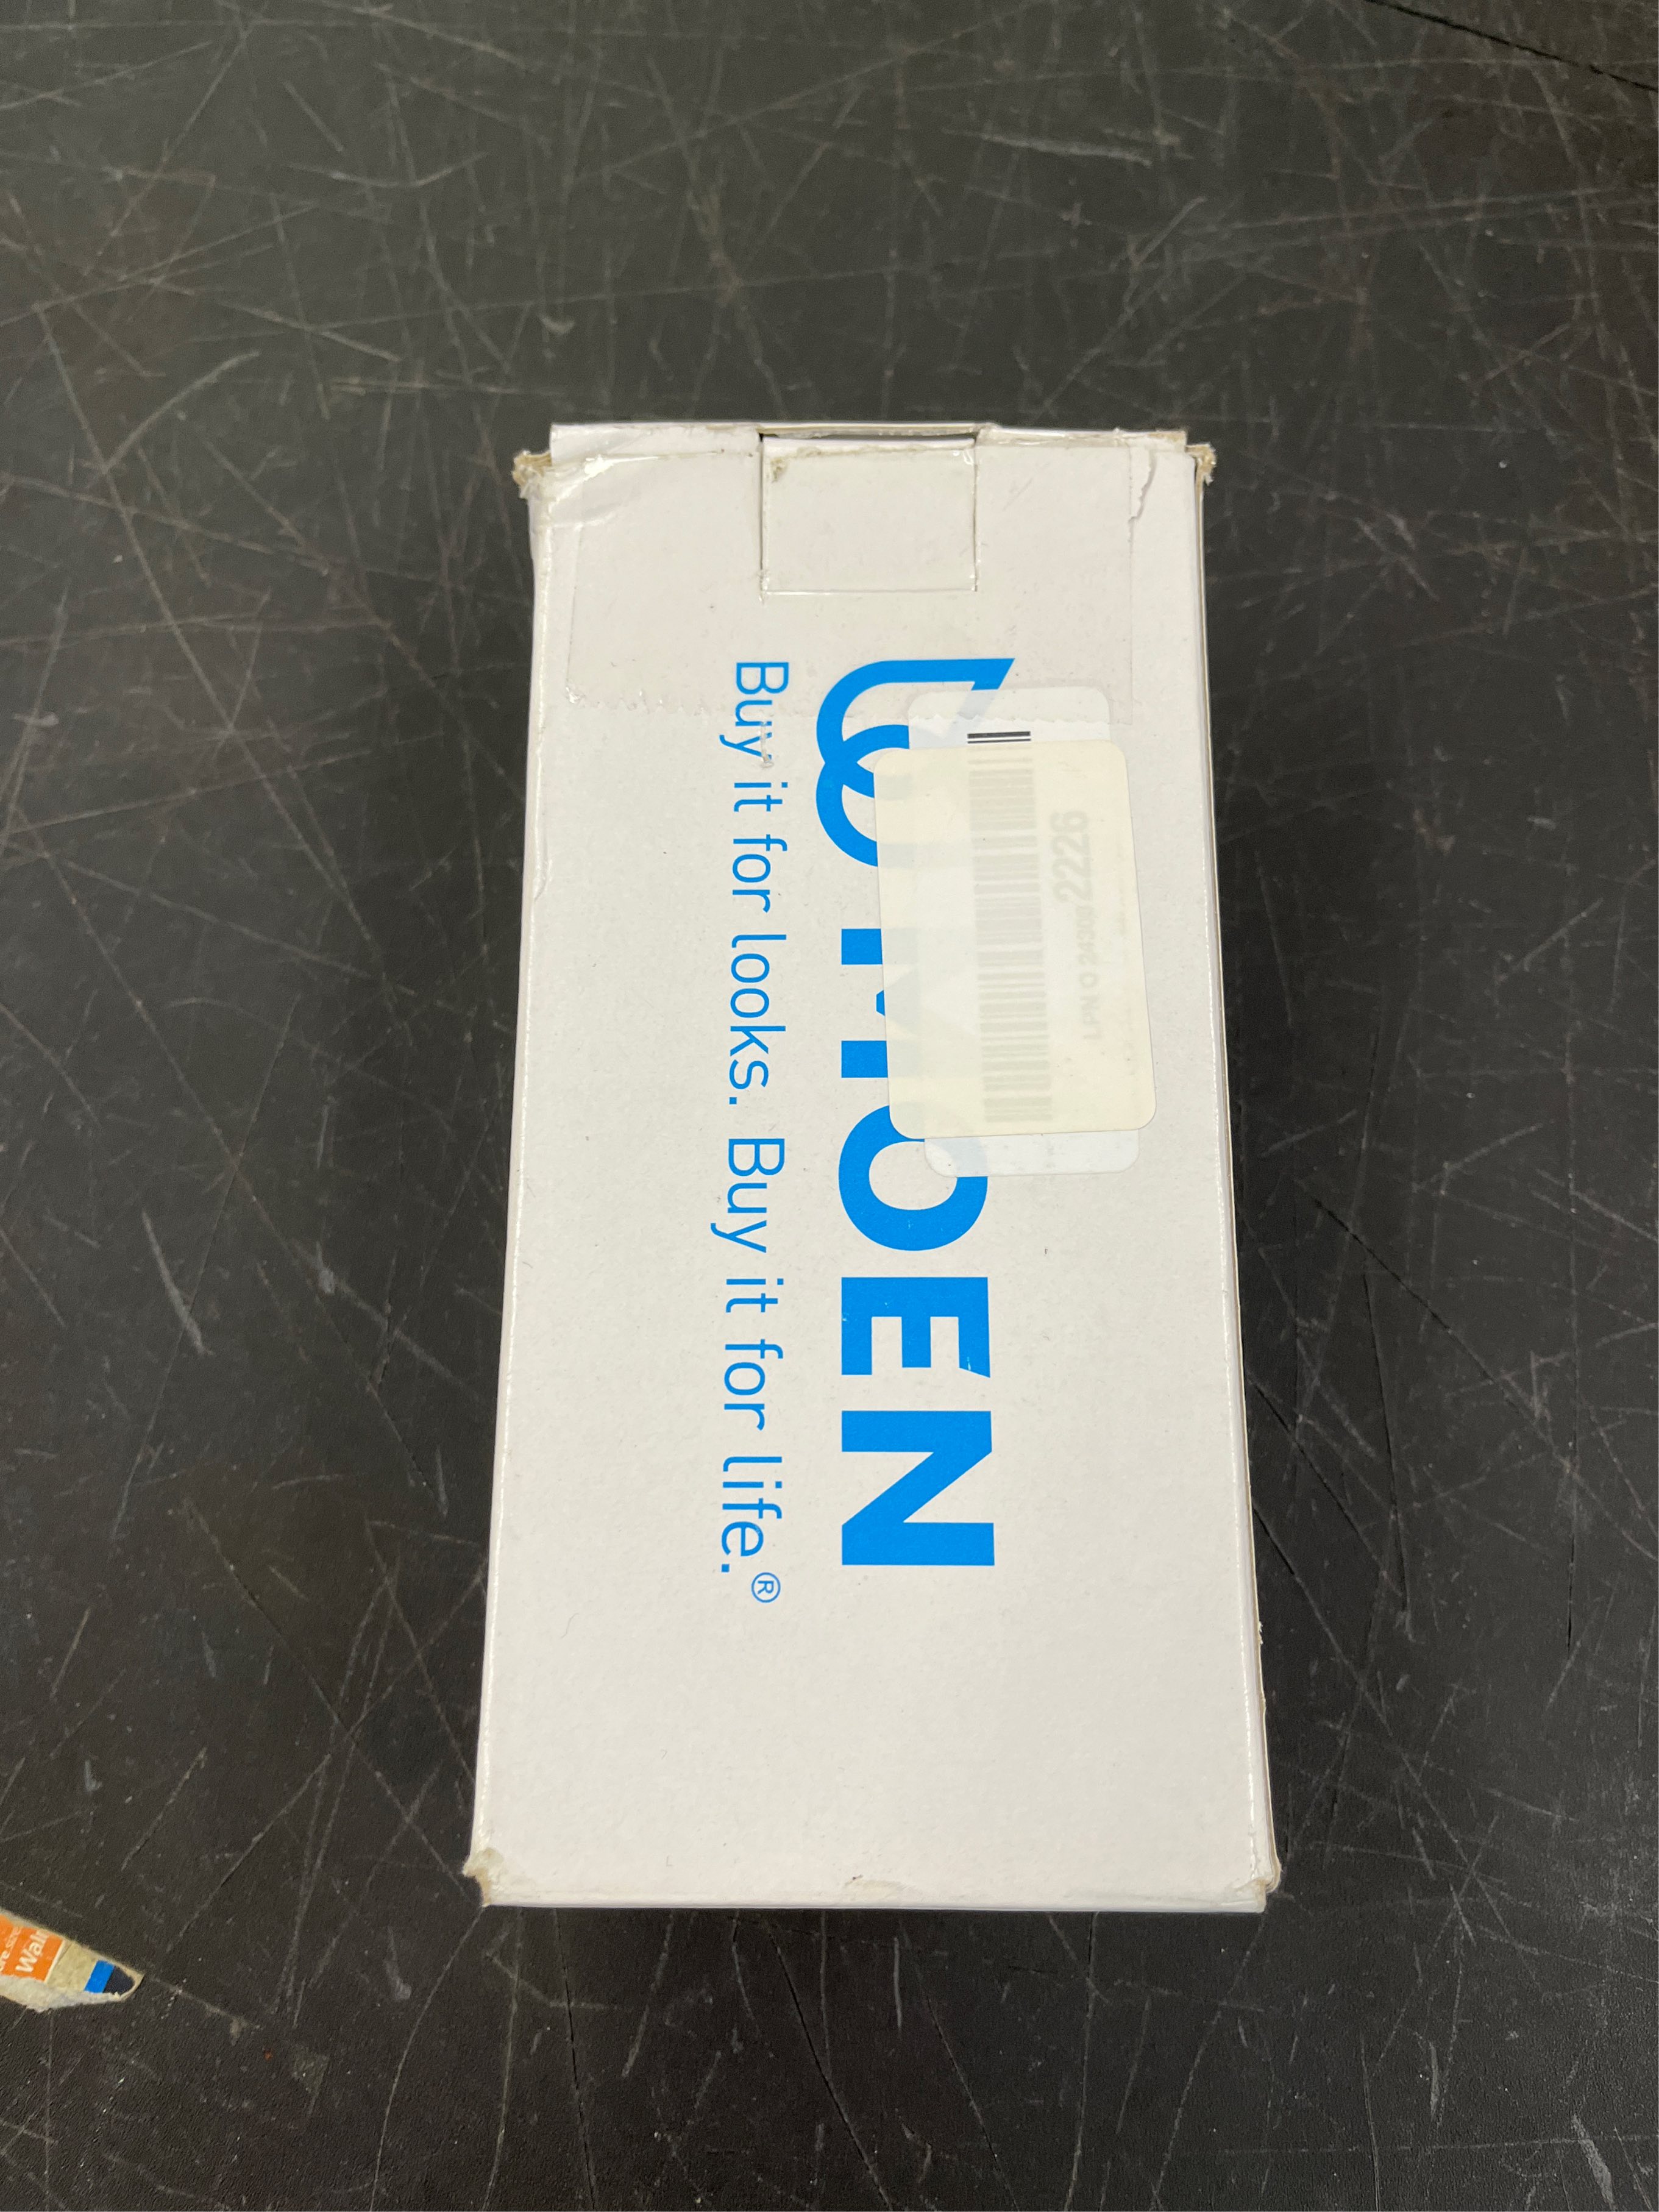 MOEN
Buy it for looks. Buy it for life.®
2226
LPN